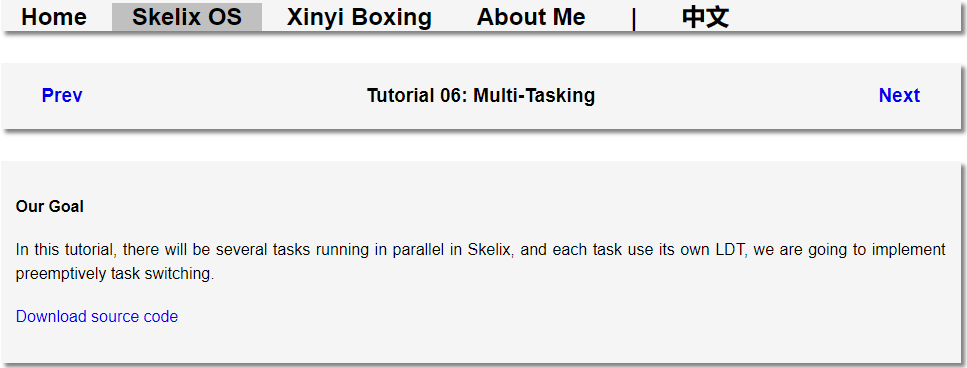 Home Skelix OS Xinyi Boxing About Me | 中文
Prev Tutorial 06: Multi-Tasking Next
Our Goal
In this tutorial, there will be several tasks running in parallel in Skelix, and each task use its own LDT, we are going to implement
preemptively task switching.
Download source code